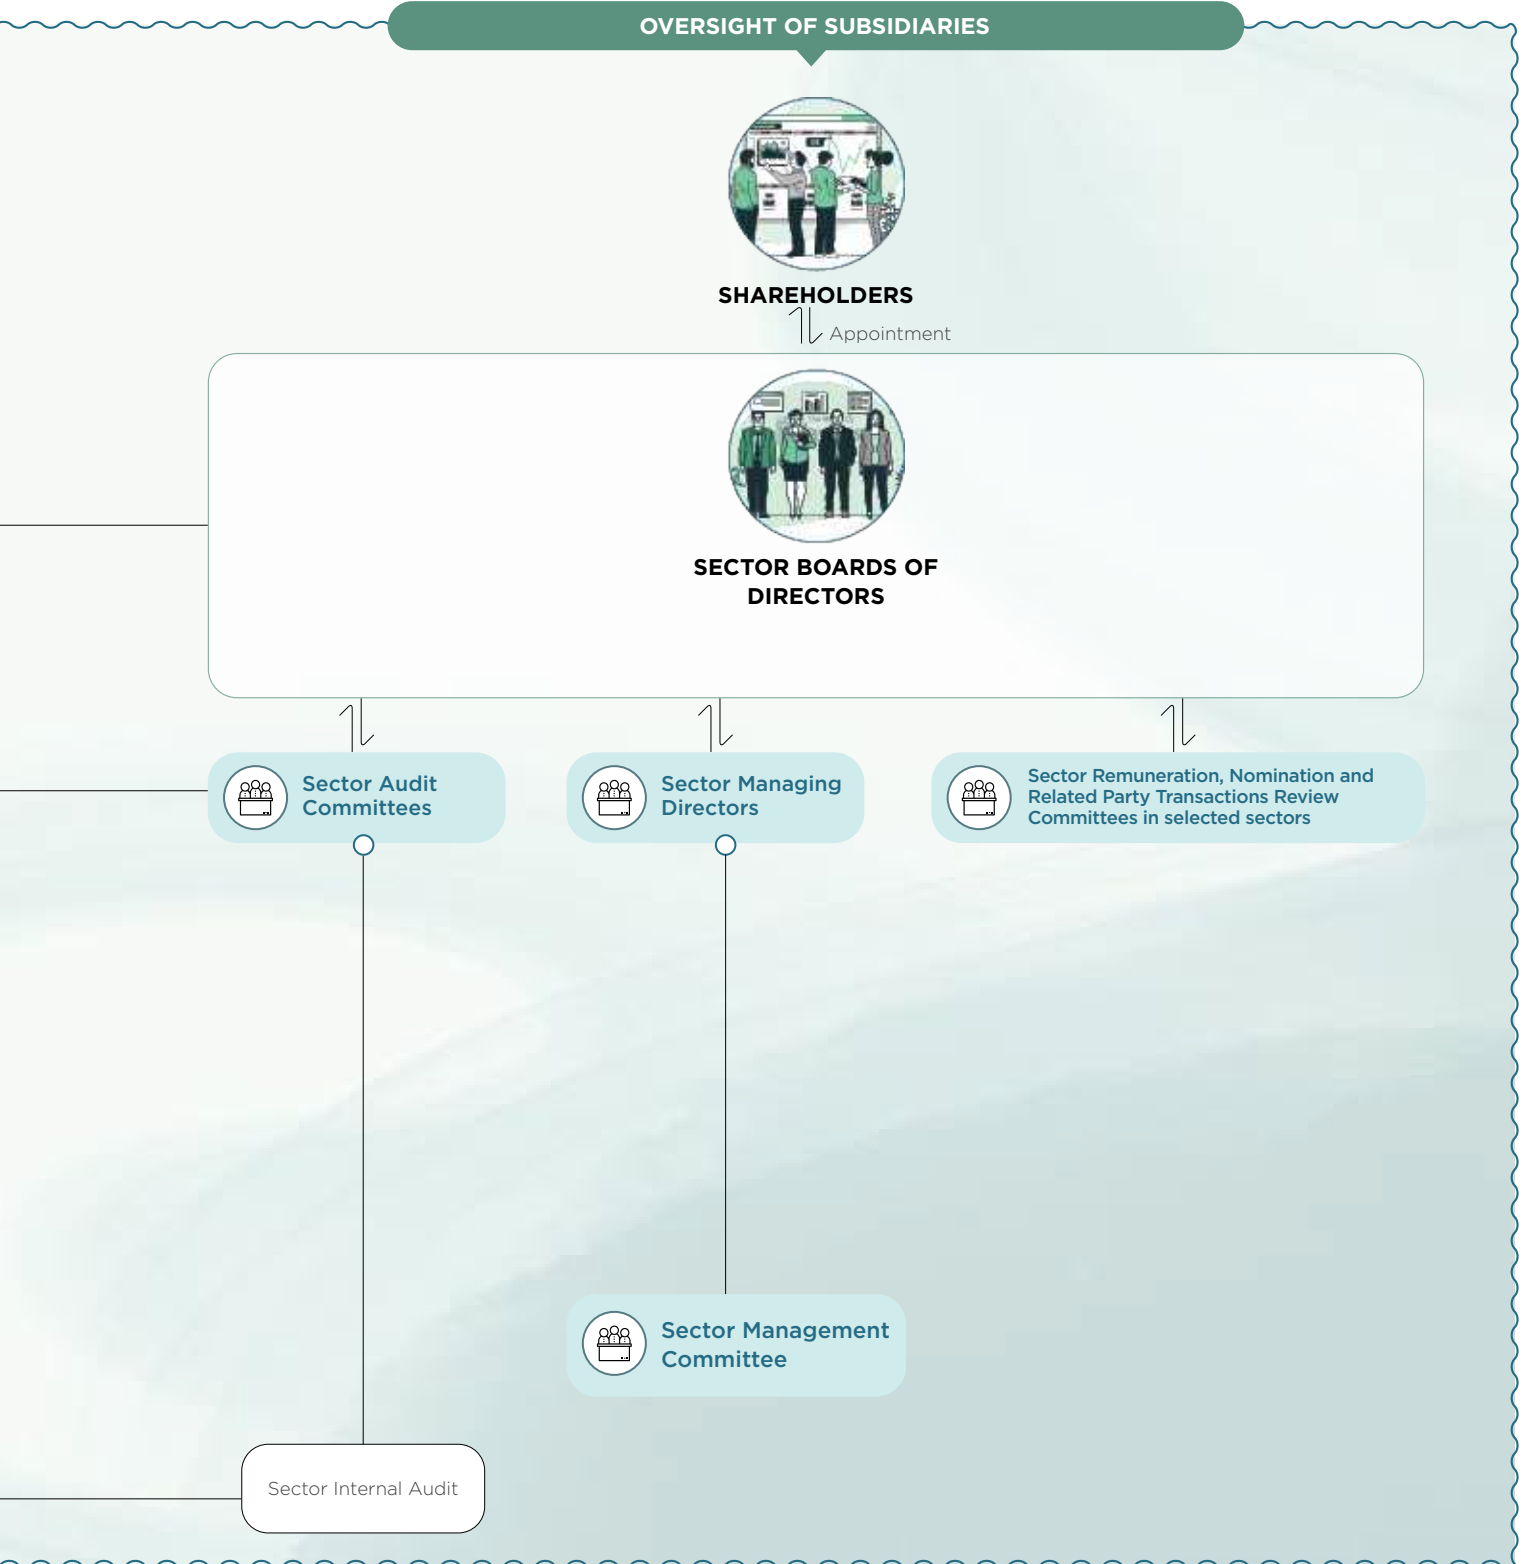 OVERSIGHT OF SUBSIDIARIES
SHAREHOLDERS
Appointment
SECTOR BOARDS OF
DIRECTORS
Sector Audit
Committees
Sector Managing
Directors
Sector Remuneration, Nomination and
Related Party Transactions Review
Committees in selected sectors
Sector Management
Committee
Sector Internal Audit